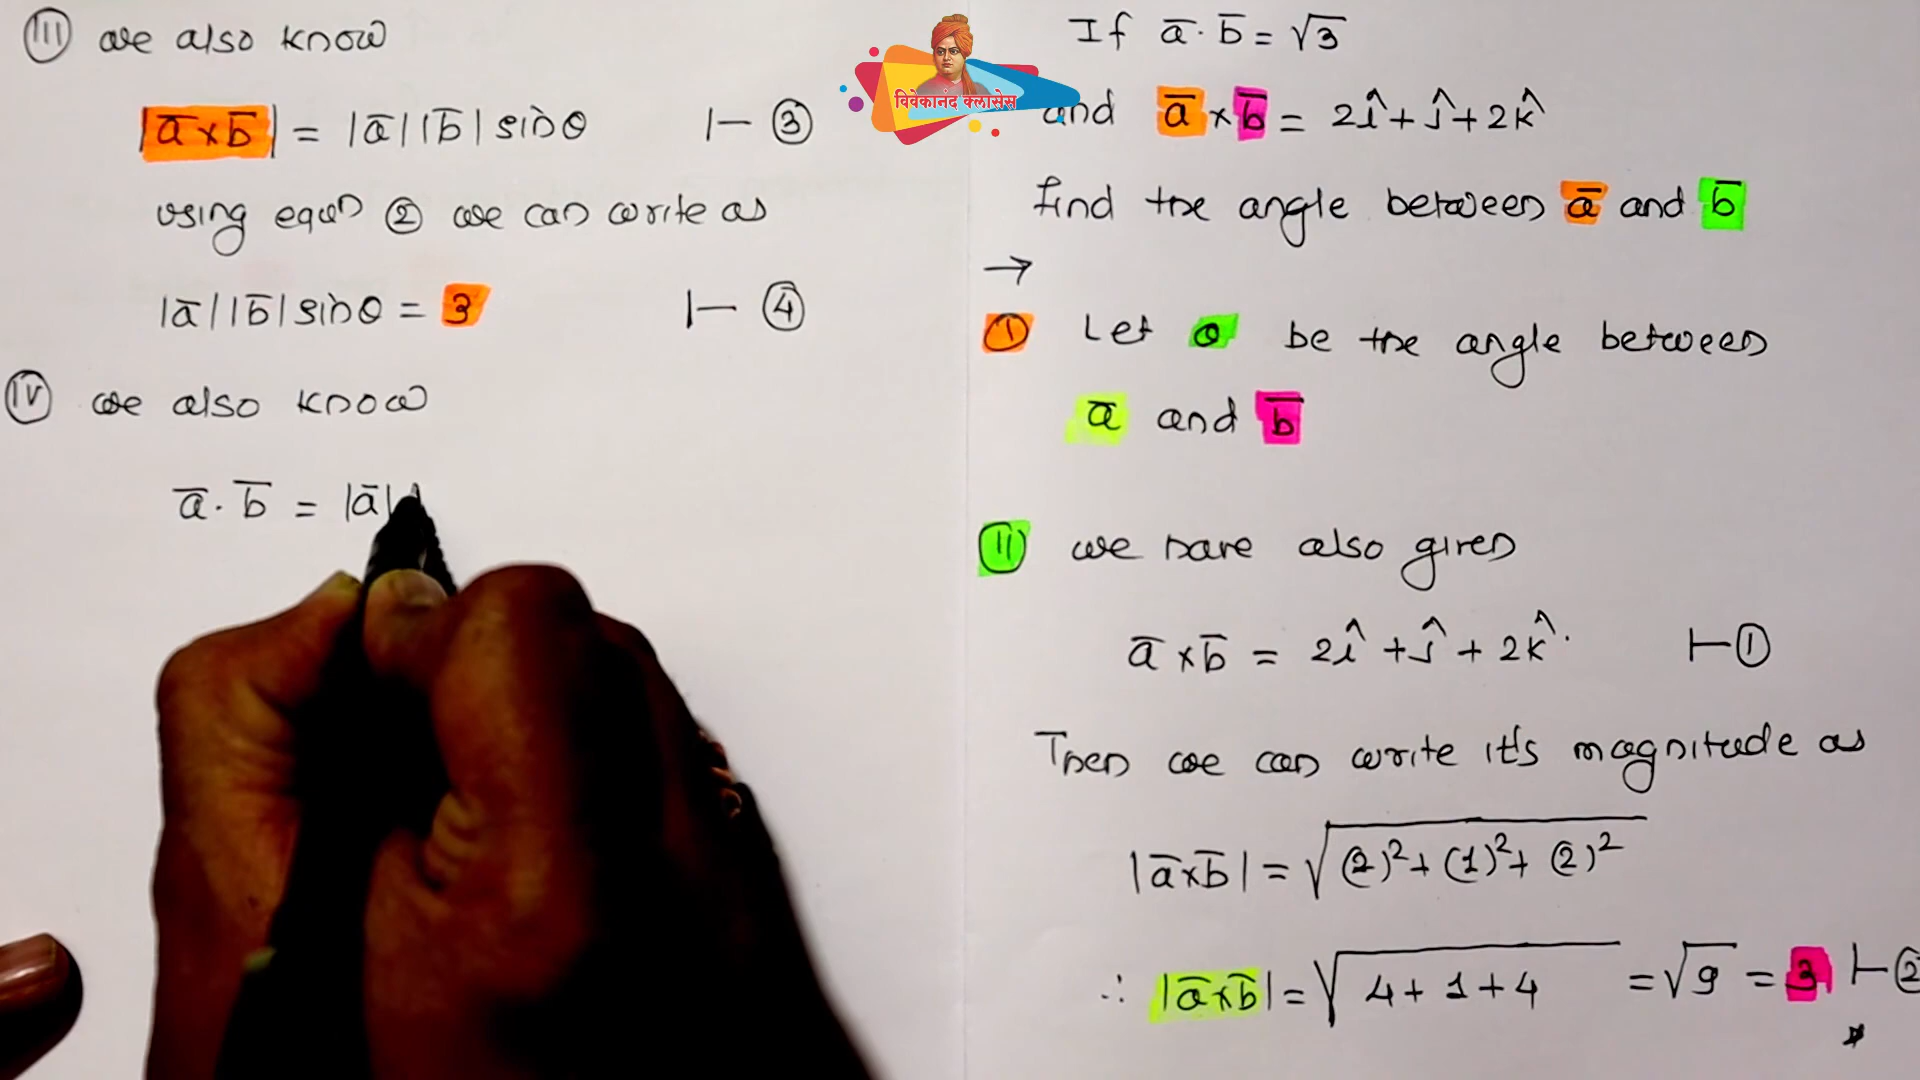 If a̅ · b̅ = √3
and a̅ × b̅ = 2î + ĵ + 2k̂
find the angle between a̅ and b̅
→
(I) Let θ be the angle between
a̅ and b̅
(II) we have also given
a̅ × b̅ = 2î + ĵ + 2k̂. ⊢ (1)
Then we can write it's magnitude as
|a̅ × b̅| = √((2)² + (1)² + (2)²)
∴ |a̅ × b̅| = √(4 + 1 + 4) = √9 = 3 ⊢ (2)
(III) we also know
|a̅ × b̅| = |a̅| |b̅| sinθ ⊢ (3)
using equn (2) we can write as
|a̅| |b̅| sinθ = 3 ⊢ (4)
(IV) we also know
a̅ · b̅ = |a̅|
विवेकानंद क्लासेस